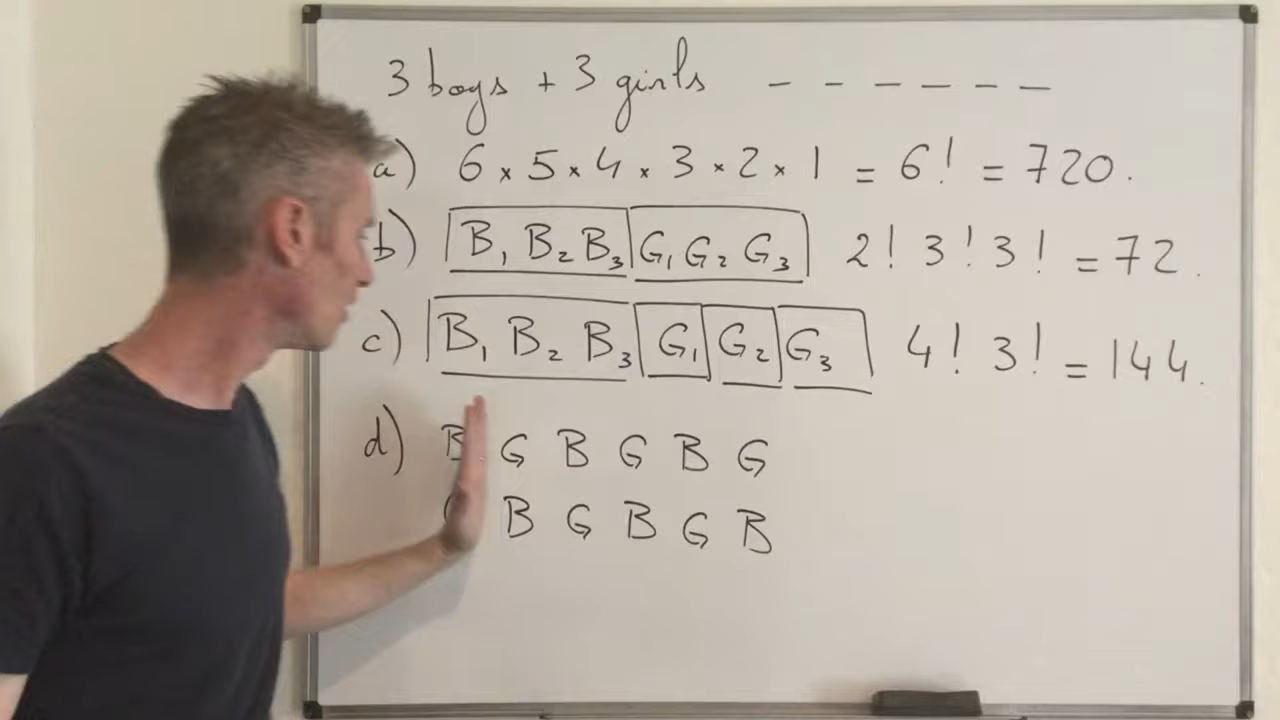 3 boys + 3 girls _ _ _ _ _ _
a) 6 × 5 × 4 × 3 × 2 × 1 = 6! = 720.
b) B₁ B₂ B₃ G₁ G₂ G₃ 2! 3! 3! = 72.
c) B₁ B₂ B₃ G₁ G₂ G₃ 4! 3! = 144.
d) B G B G B G
B G B G B